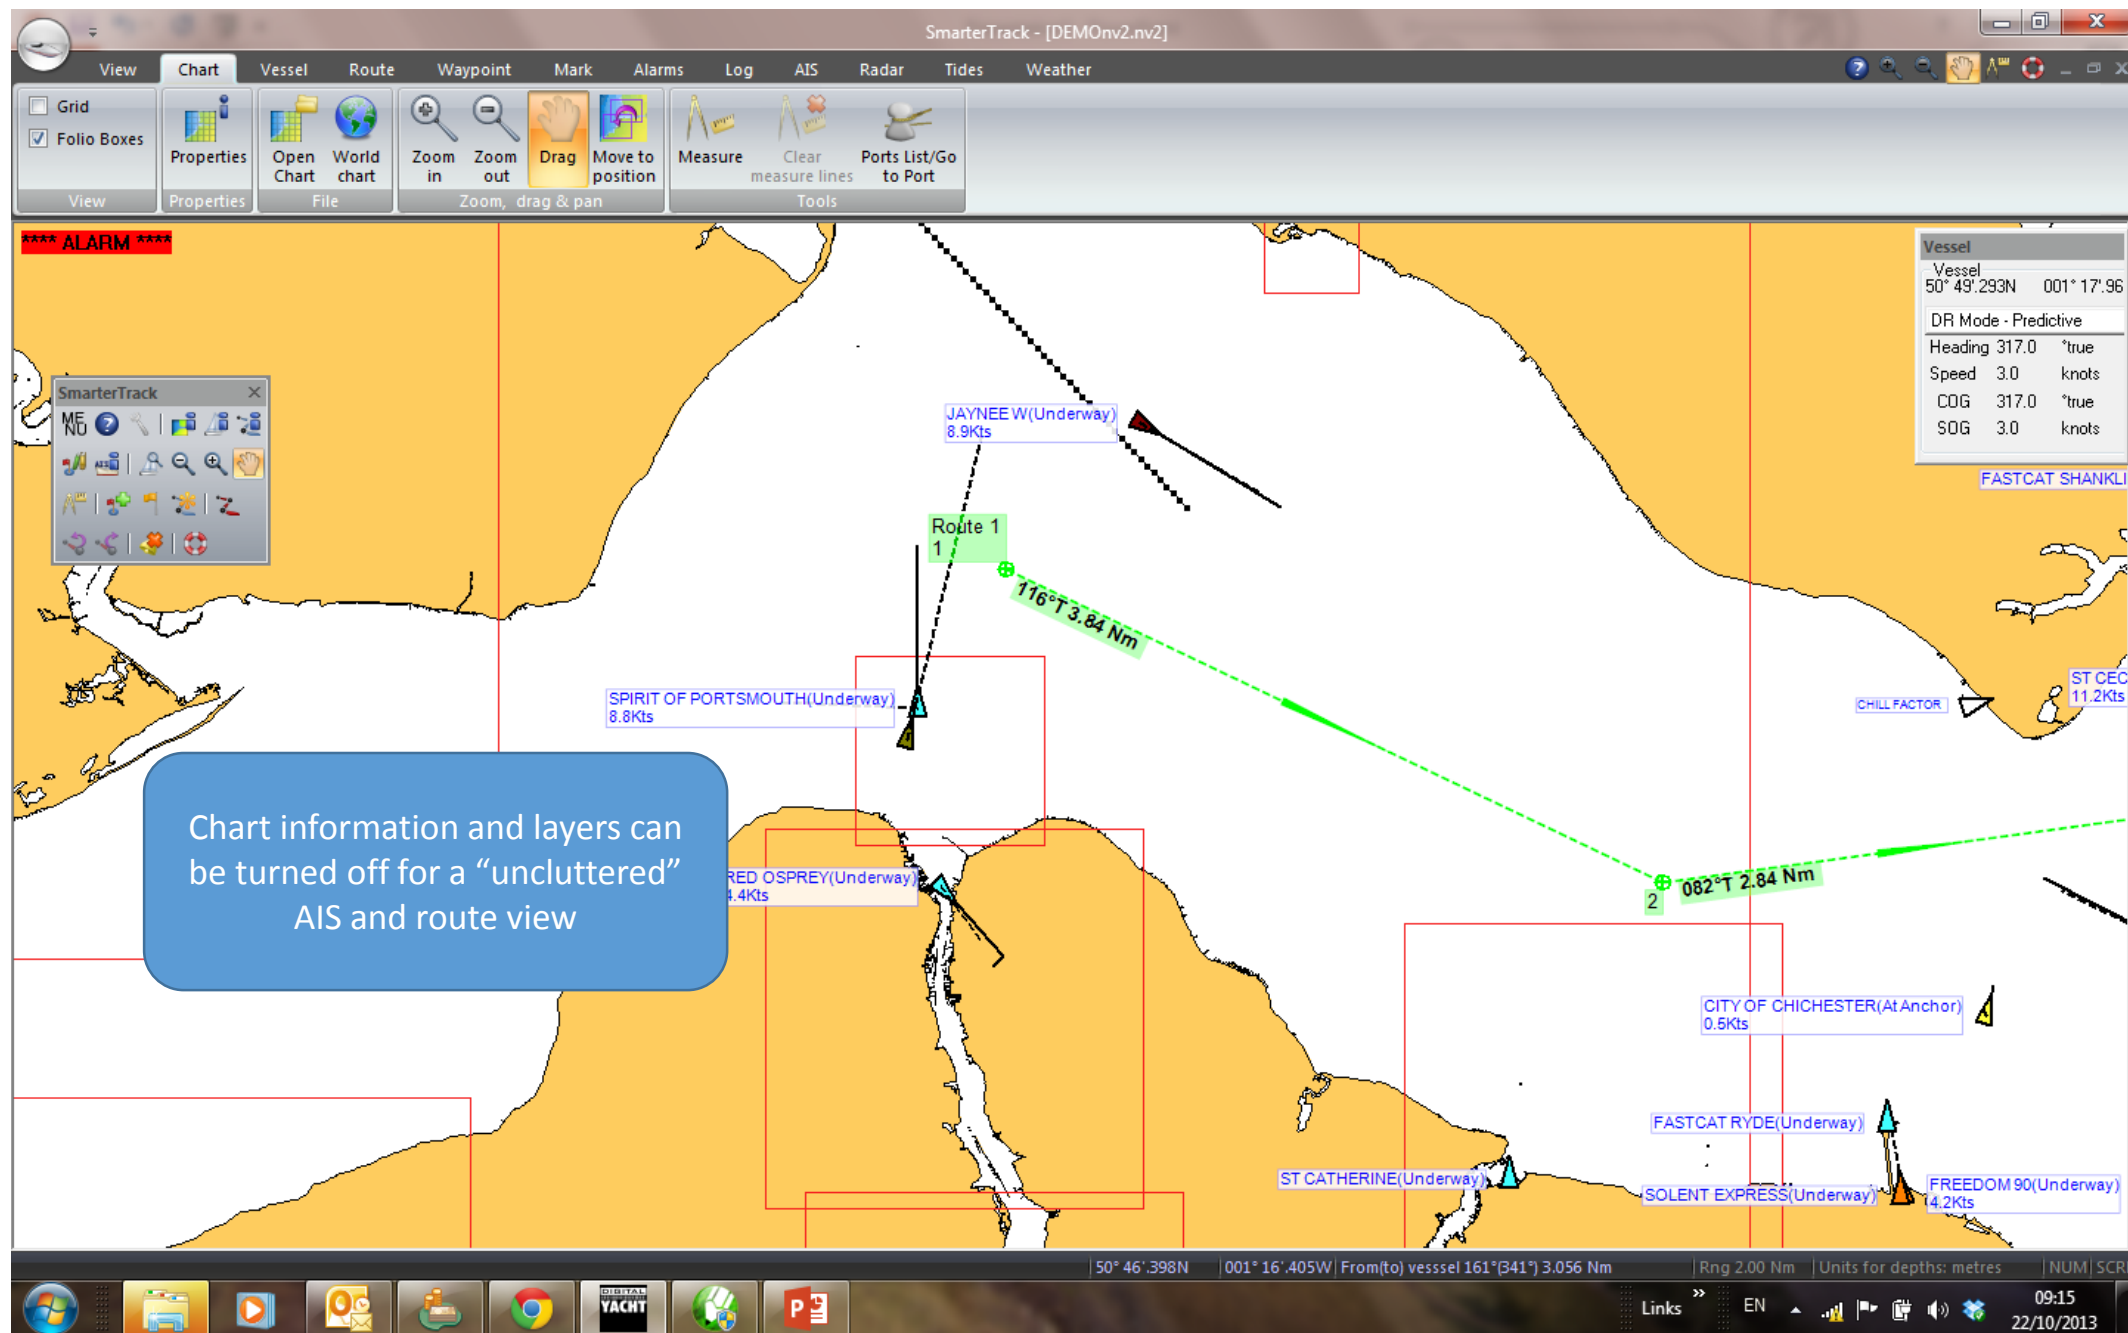 SmarterTrack - [DEMOnv2.nv2]
View Chart Vessel Route Waypoint Mark Alarms Log AIS Radar Tides Weather
Grid
Folio Boxes
View
Properties
Properties
Open Chart
World chart
File
Zoom in
Zoom out
Drag
Move to position
Zoom, drag & pan
Measure
Clear measure lines
Ports List/Go to Port
Tools
**** ALARM ****
Vessel
Vessel
50° 49'.293N 001° 17'.96
DR Mode - Predictive
Heading 317.0 °true
Speed 3.0 knots
COG 317.0 °true
SOG 3.0 knots
SmarterTrack
MENU
JAYNEE W(Underway)
8.9Kts
FASTCAT SHANKLI
Route 1
1
116°T 3.84 Nm
SPIRIT OF PORTSMOUTH(Underway)
8.8Kts
CHILL FACTOR
ST CEC
11.2Kts
Chart information and layers can
be turned off for a “uncluttered”
AIS and route view
RED OSPREY(Underway)
4.4Kts
2
082°T 2.84 Nm
CITY OF CHICHESTER(At Anchor)
0.5Kts
FASTCAT RYDE(Underway)
ST CATHERINE(Underway)
SOLENT EXPRESS(Underway)
FREEDOM 90(Underway)
4.2Kts
50° 46'.398N 001° 16'.405W From(to) vesssel 161°(341°) 3.056 Nm Rng 2.00 Nm Units for depths: metres NUM SCR
DIGITAL
YACHT
Links
EN
09:15
22/10/2013